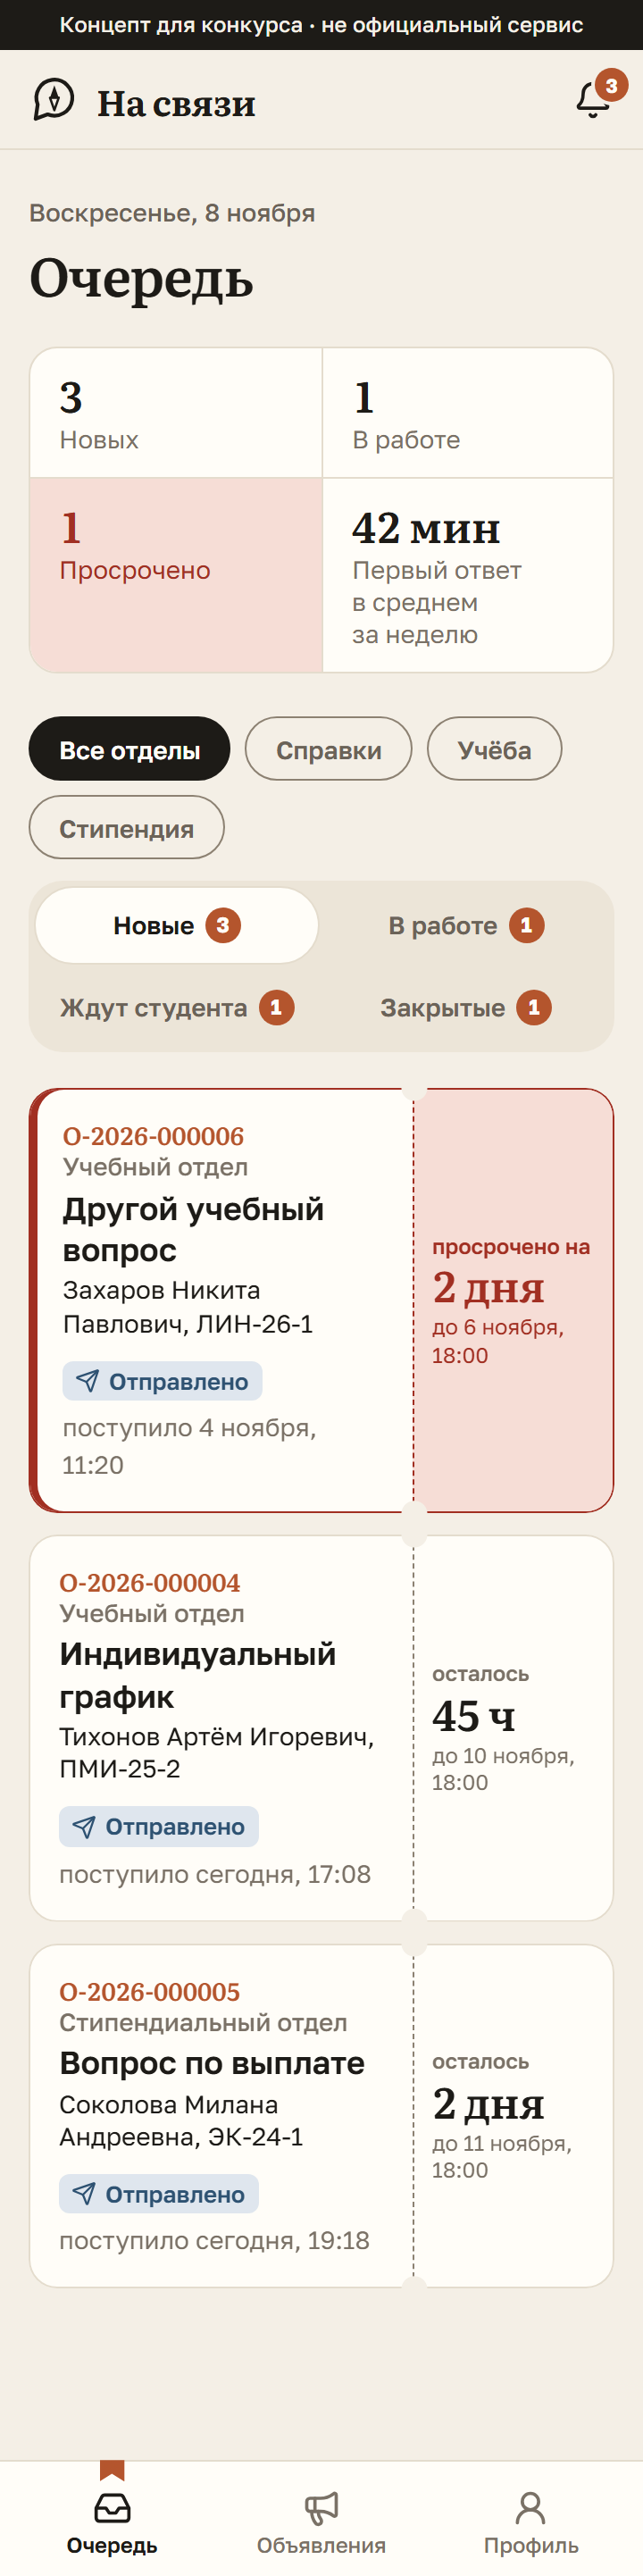 Концепт для конкурса · не официальный сервис
На связи
3
Воскресенье, 8 ноября
Очередь
3
Новых
1
В работе
1
Просрочено
42 мин
Первый ответ
в среднем
за неделю
Все отделы
Справки
Учёба
Стипендия
Новые 3
В работе 1
Ждут студента 1
Закрытые 1
О-2026-000006
Учебный отдел
Другой учебный
вопрос
Захаров Никита
Павлович, ЛИН-26-1
Отправлено
поступило 4 ноября,
11:20
просрочено на
2 дня
до 6 ноября,
18:00
О-2026-000004
Учебный отдел
Индивидуальный
график
Тихонов Артём Игоревич,
ПМИ-25-2
Отправлено
поступило сегодня, 17:08
осталось
45 ч
до 10 ноября,
18:00
О-2026-000005
Стипендиальный отдел
Вопрос по выплате
Соколова Милана
Андреевна, ЭК-24-1
Отправлено
поступило сегодня, 19:18
осталось
2 дня
до 11 ноября,
18:00
Очередь
Объявления
Профиль